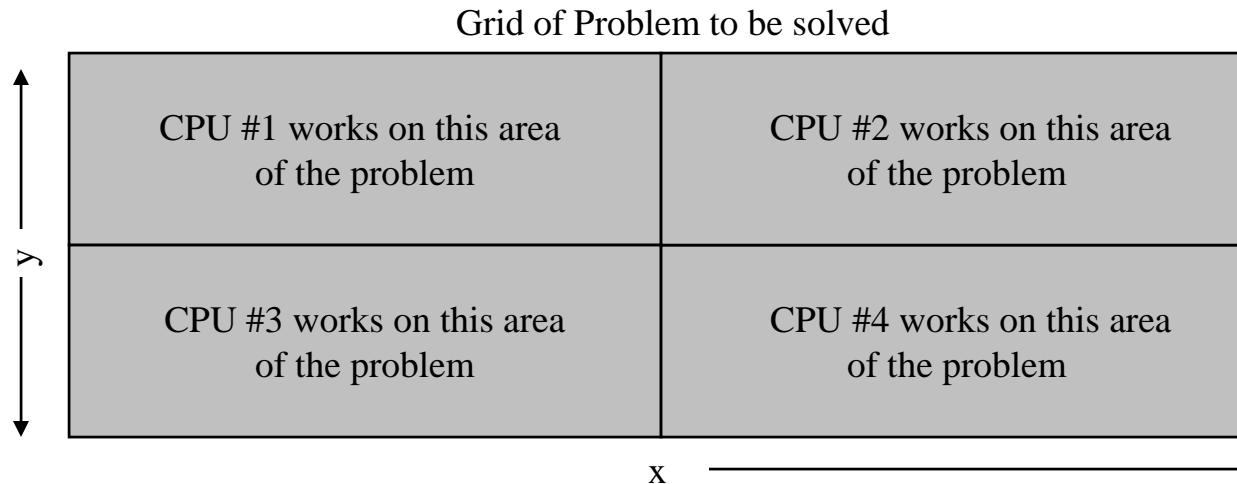 Grid of Problem to be solved
CPU #1 works on this area
of the problem
CPU #2 works on this area
of the problem
y
CPU #3 works on this area
of the problem
CPU #4 works on this area
of the problem
x